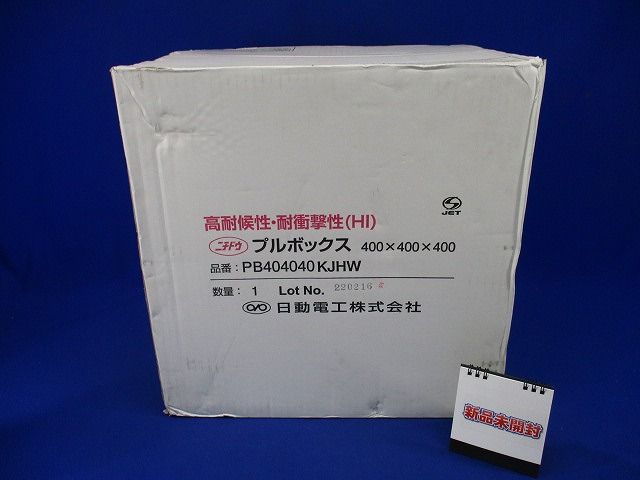 高耐候性・耐衝撃性(HI)
ニチドウ プルボックス 400×400×400
JET
品番：PB404040KJHW
数量：1 Lot No. 220216
日動電工株式会社
新品未開封